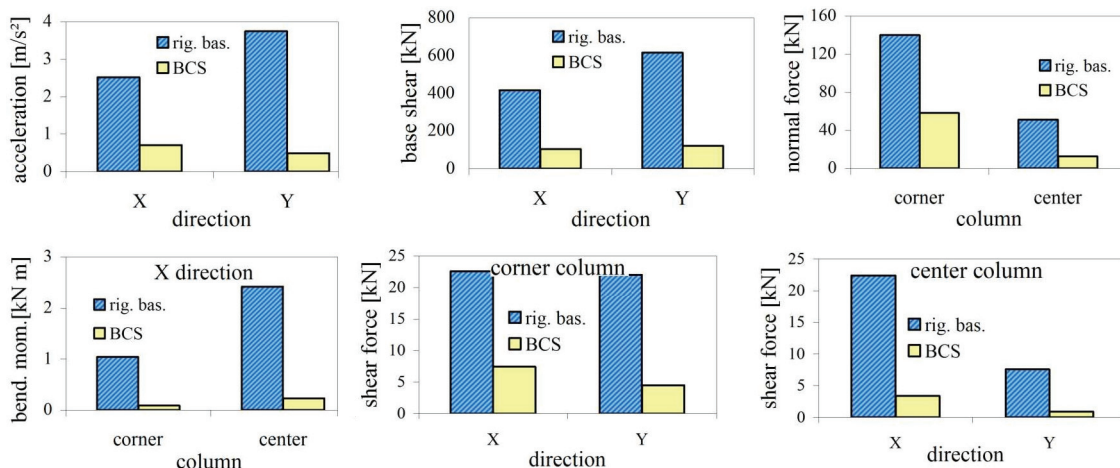 acceleration [m/s²]
4
3
2
1
0
rig. bas.
BCS
X
Y
direction
base shear [kN]
800
600
400
200
0
rig. bas.
BCS
X
Y
direction
normal force [kN]
160
120
80
40
0
rig. bas.
BCS
corner
center
column
bend. mom.[kN m]
3
2
1
0
X direction
rig. bas.
BCS
corner
center
column
shear force [kN]
25
20
15
10
5
0
corner column
rig. bas.
BCS
X
Y
direction
shear force [kN]
25
20
15
10
5
0
center column
rig. bas.
BCS
X
Y
direction